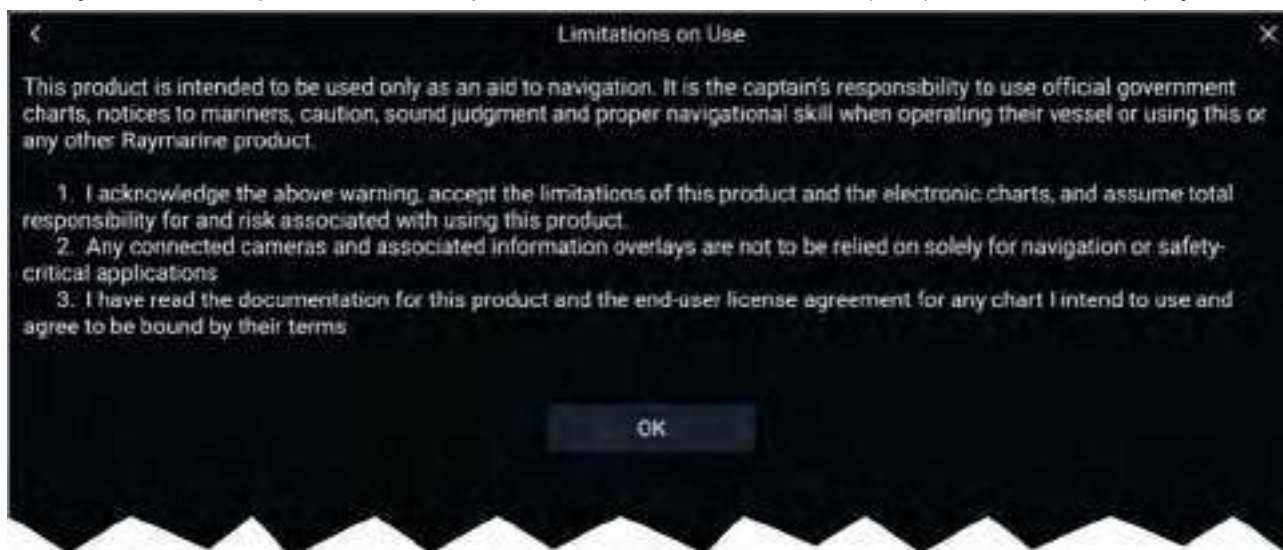 Limitations on Use
This product is intended to be used only as an aid to navigation. It is the captain's responsibility to use official government
charts, notices to mariners, caution, sound judgment and proper navigational skill when operating their vessel or using this or
any other Raymarine product.
1. I acknowledge the above warning, accept the limitations of this product and the electronic charts, and assume total
responsibility for and risk associated with using this product.
2. Any connected cameras and associated information overlays are not to be relied on solely for navigation or safety-
critical applications
3. I have read the documentation for this product and the end-user license agreement for any chart I intend to use and
agree to be bound by their terms
OK